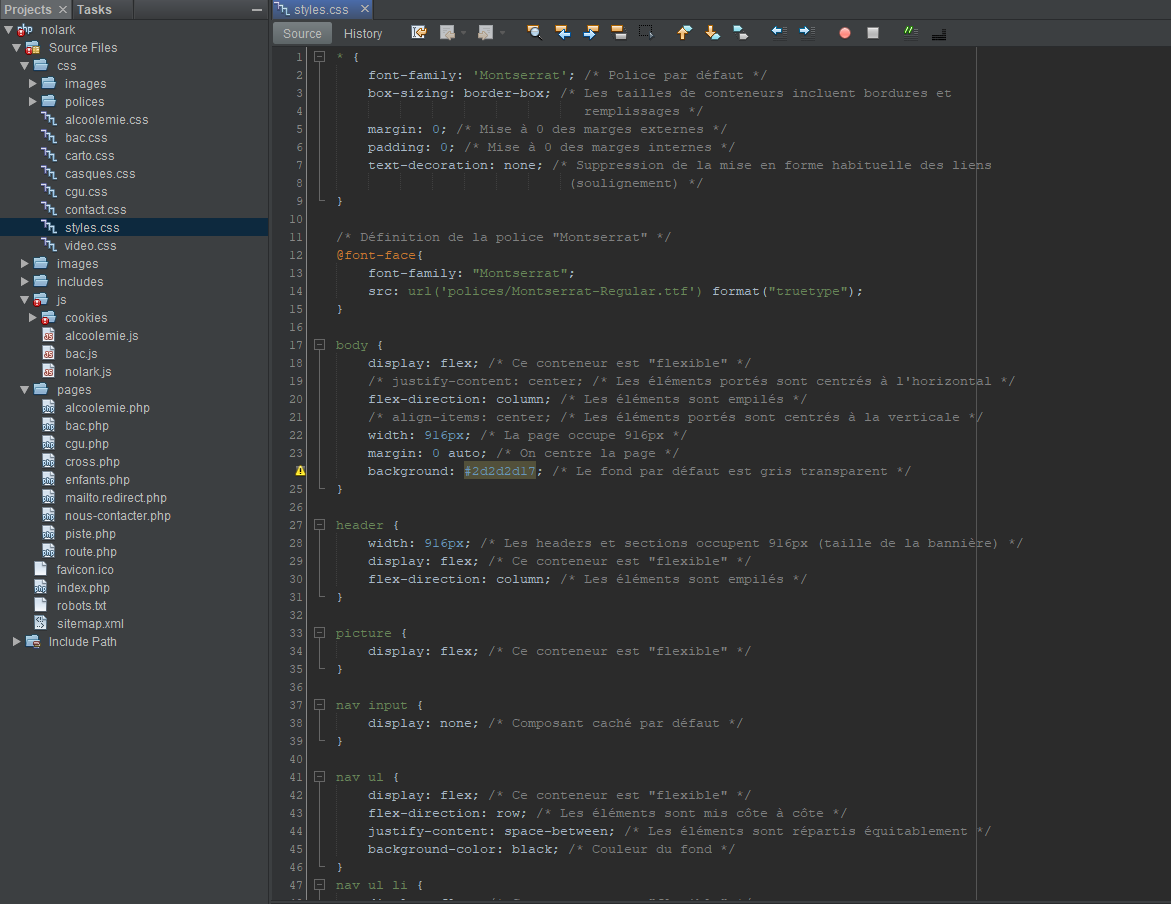 Projects
Tasks
nolark
Source Files
css
images
polices
alcoolemie.css
bac.css
carto.css
casques.css
cgu.css
contact.css
styles.css
video.css
images
includes
js
cookies
alcoolemie.js
bac.js
nolark.js
pages
alcoolemie.php
bac.php
cgu.php
cross.php
enfants.php
mailto.redirect.php
nous-contacter.php
piste.php
route.php
favicon.ico
index.php
robots.txt
sitemap.xml
Include Path
styles.css
Source History
1 * {
2 font-family: 'Montserrat'; /* Police par défaut */
3 box-sizing: border-box; /* Les tailles de conteneurs incluent bordures et
4 remplissages */
5 margin: 0; /* Mise à 0 des marges externes */
6 padding: 0; /* Mise à 0 des marges internes */
7 text-decoration: none; /* Suppression de la mise en forme habituelle des liens
8 (soulignement) */
9 }
10
11 /* Définition de la police "Montserrat" */
12 @font-face{
13 font-family: "Montserrat";
14 src: url('polices/Montserrat-Regular.ttf') format("truetype");
15 }
16
17 body {
18 display: flex; /* Ce conteneur est "flexible" */
19 /* justify-content: center; /* Les éléments portés sont centrés à l'horizontal */
20 flex-direction: column; /* Les éléments sont empilés */
21 /* align-items: center; /* Les éléments portés sont centrés à la verticale */
22 width: 916px; /* La page occupe 916px */
23 margin: 0 auto; /* On centre la page */
background: #2d2d2d17; /* Le fond par défaut est gris transparent */
25 }
26
27 header {
28 width: 916px; /* Les headers et sections occupent 916px (taille de la bannière) */
29 display: flex; /* Ce conteneur est "flexible" */
30 flex-direction: column; /* Les éléments sont empilés */
31 }
32
33 picture {
34 display: flex; /* Ce conteneur est "flexible" */
35 }
36
37 nav input {
38 display: none; /* Composant caché par défaut */
39 }
40
41 nav ul {
42 display: flex; /* Ce conteneur est "flexible" */
43 flex-direction: row; /* Les éléments sont mis côte à côte */
44 justify-content: space-between; /* Les éléments sont répartis équitablement */
45 background-color: black; /* Couleur du fond */
46 }
47 nav ul li {